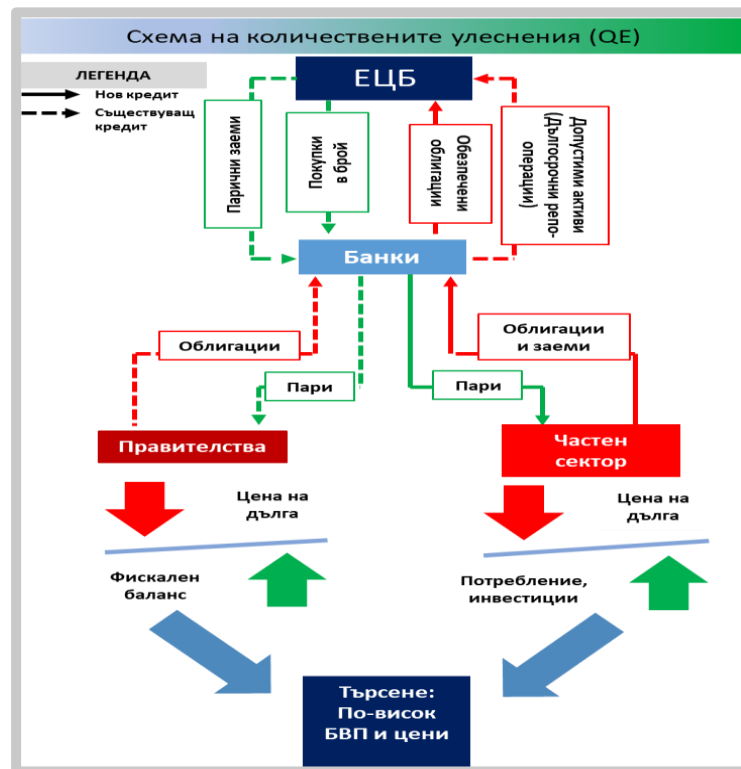 Схема на количествените улеснения (QE)
ЛЕГЕНДА
Нов кредит
Съществуващ
кредит
ЕЦБ
Парични заеми
Покупки
в брой
Обезпечени
облигации
Допустими активи
(Дългосрочни репо-
операции)
Банки
Облигации
Облигации
и заеми
Пари
Пари
Правителства
Частен
сектор
Цена на
дълга
Цена на
дълга
Фискален
баланс
Потребление,
инвестиции
Търсене:
По-висок
БВП и цени